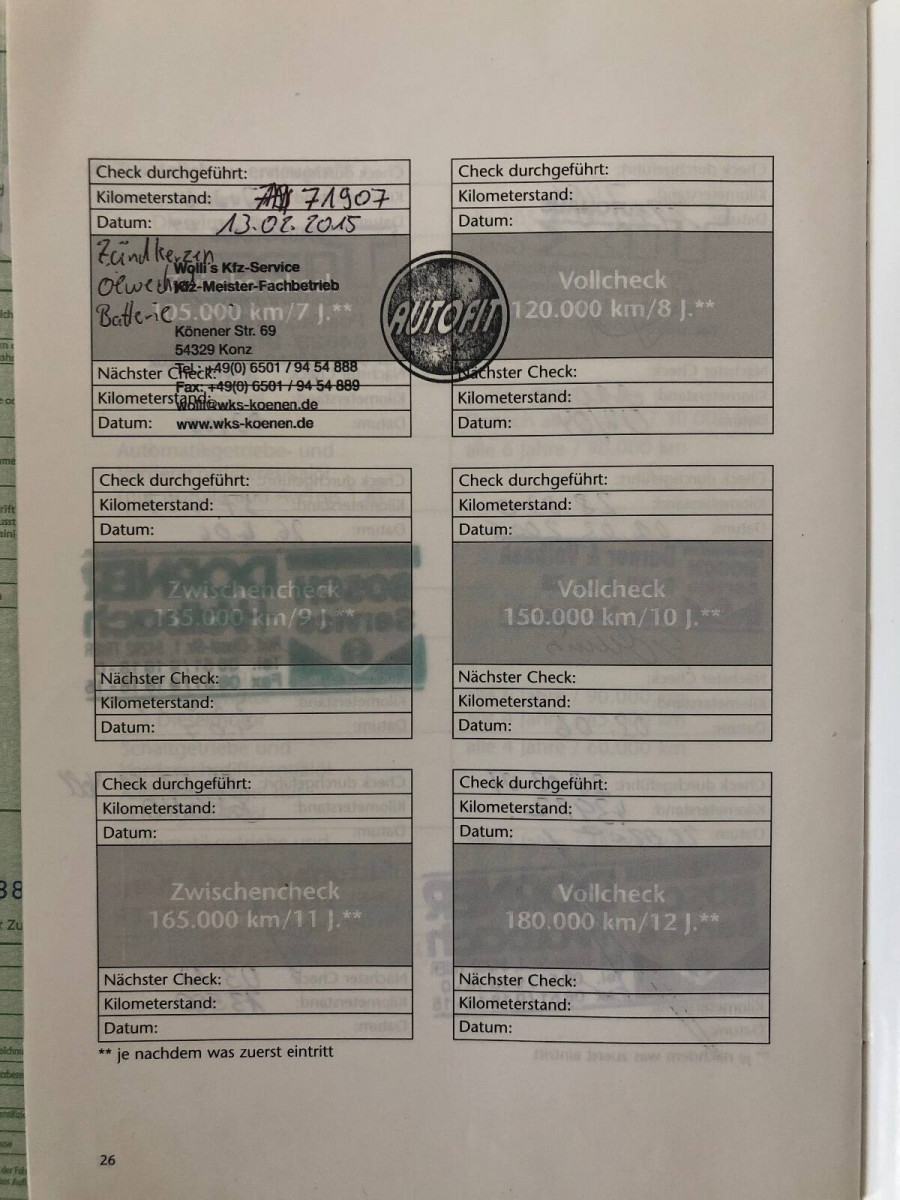 Check durchgeführt:
Kilometerstand: 71907
Datum: 13.02.2015
Zündkerzen
Ölwechsel
Batterie
105.000 km/7 J.**
Wolli's Kfz-Service
Kfz-Meister-Fachbetrieb
Könener Str. 69
54329 Konz
Tel.: +49(0) 6501 / 94 54 888
Fax: +49(0) 6501 / 94 54 889
wolli@wks-koenen.de
www.wks-koenen.de
Nächster Check:
Kilometerstand:
Datum:
AUTOFIT
Check durchgeführt:
Kilometerstand:
Datum:
Vollcheck
120.000 km/8 J.**
Nächster Check:
Kilometerstand:
Datum:
Check durchgeführt:
Kilometerstand:
Datum:
Zwischencheck
135.000 km/9 J.**
Nächster Check:
Kilometerstand:
Datum:
Check durchgeführt:
Kilometerstand:
Datum:
Vollcheck
150.000 km/10 J.**
Nächster Check:
Kilometerstand:
Datum:
Check durchgeführt:
Kilometerstand:
Datum:
Zwischencheck
165.000 km/11 J.**
Nächster Check:
Kilometerstand:
Datum:
Check durchgeführt:
Kilometerstand:
Datum:
Vollcheck
180.000 km/12 J.**
Nächster Check:
Kilometerstand:
Datum:
** je nachdem was zuerst eintritt
26